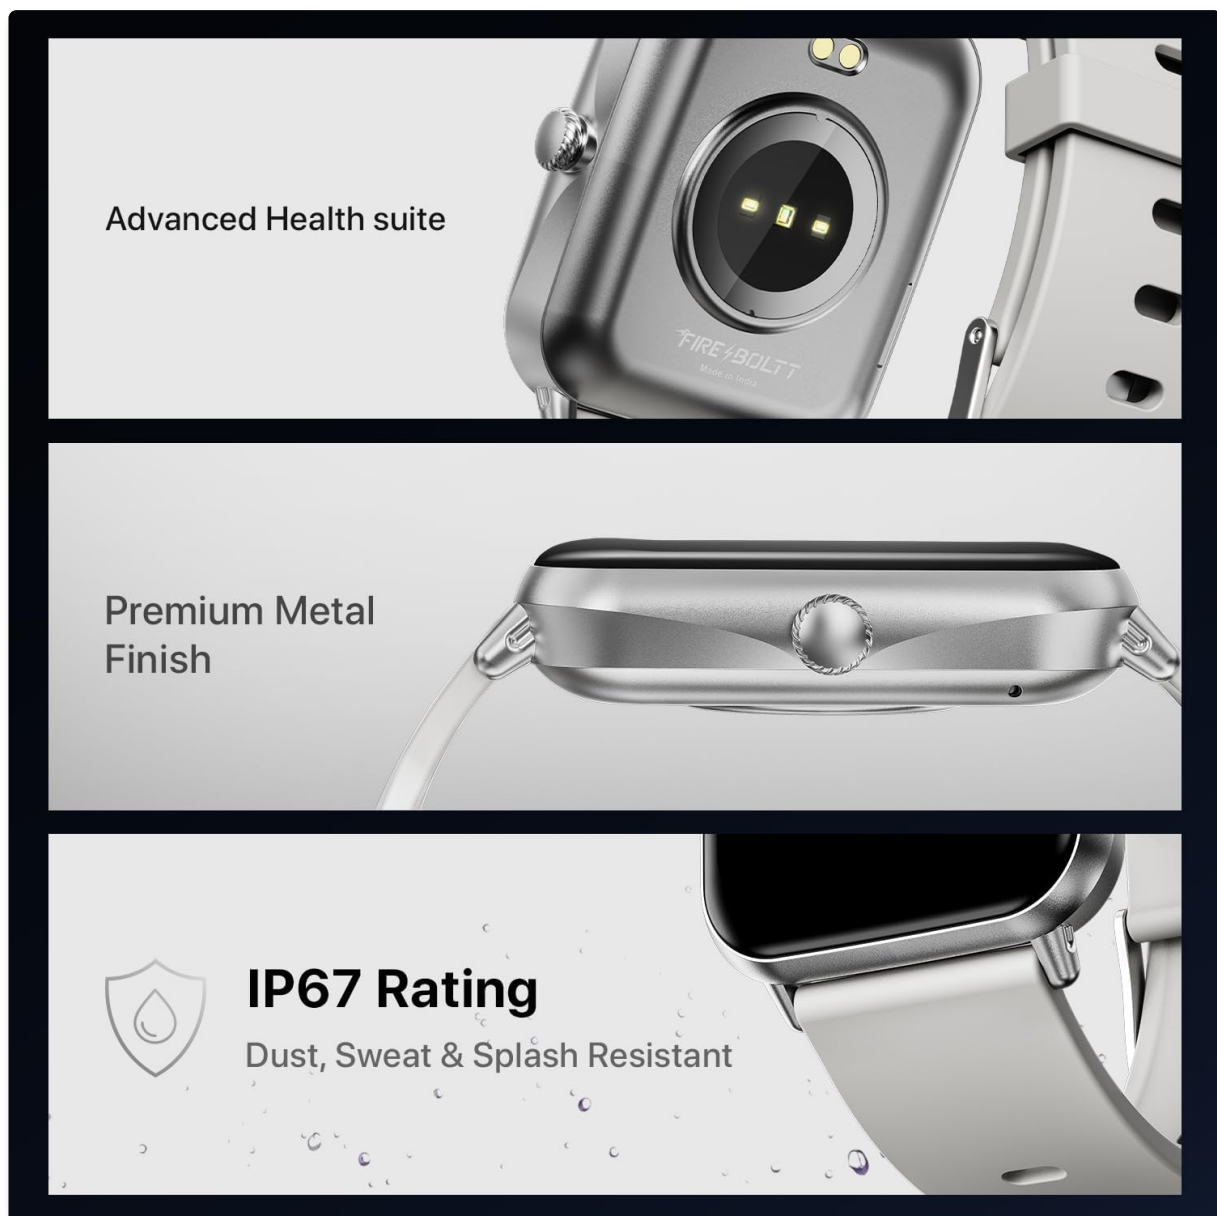 Advanced Health suite
FIRE BOLTT
Made in India
Premium Metal
Finish
IP67 Rating
Dust, Sweat & Splash Resistant